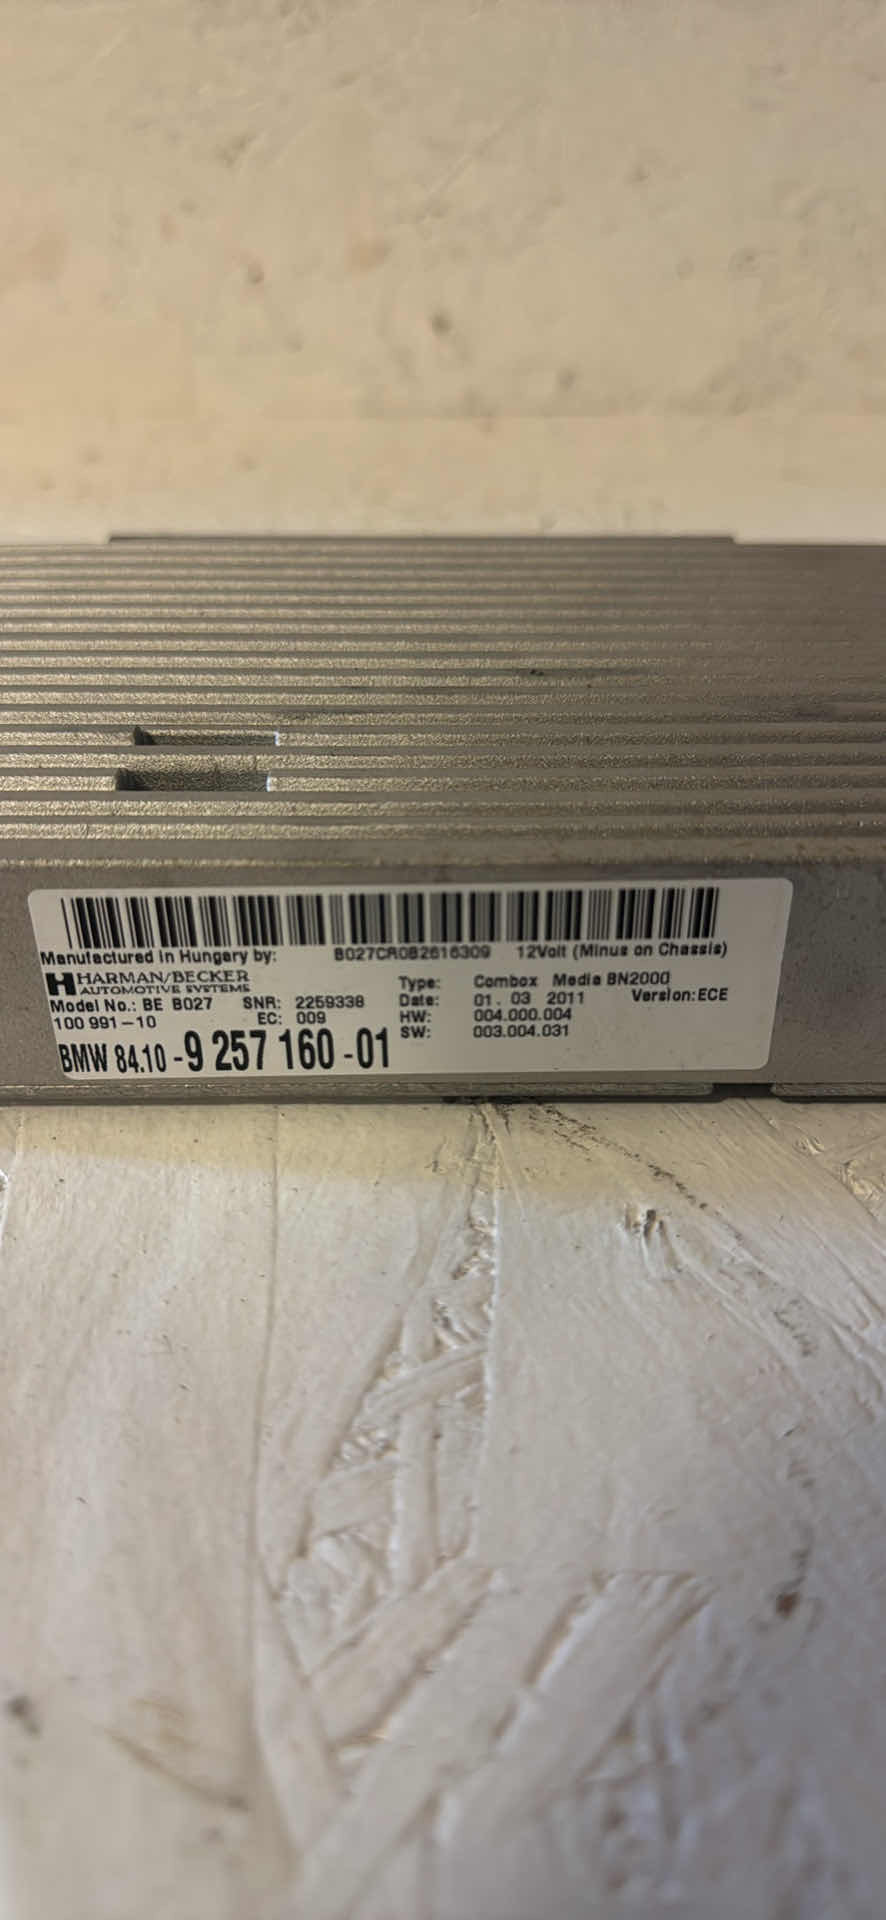 Manufactured in Hungary by: B027CR0B2616309 12Volt (Minus on Chassis)
HARMAN/BECKER
AUTOMOTIVE SYSTEMS
Type: Combox Media BN2000
Model No.: BE B027 SNR: 2259338
Date: 01. 03 2011 Version: ECE
100 991-10 EC: 009
HW: 004.000.004
SW: 003.004.031
BMW 84.10 - 9 257 160 - 01